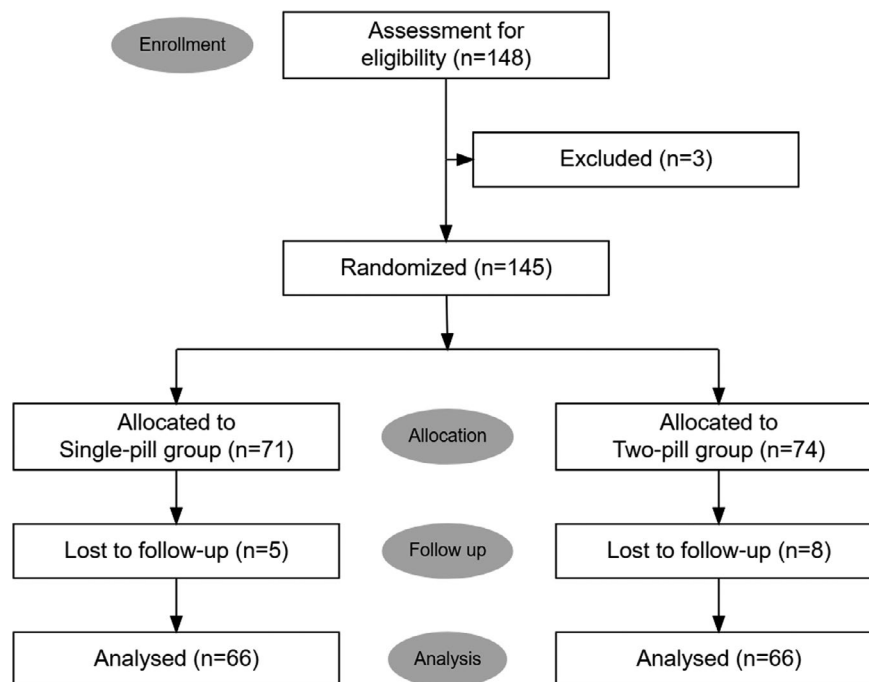 Enrollment
Assessment for
eligibility (n=148)
Excluded (n=3)
Randomized (n=145)
Allocated to
Single-pill group (n=71)
Allocation
Allocated to
Two-pill group (n=74)
Lost to follow-up (n=5)
Follow up
Lost to follow-up (n=8)
Analysed (n=66)
Analysis
Analysed (n=66)